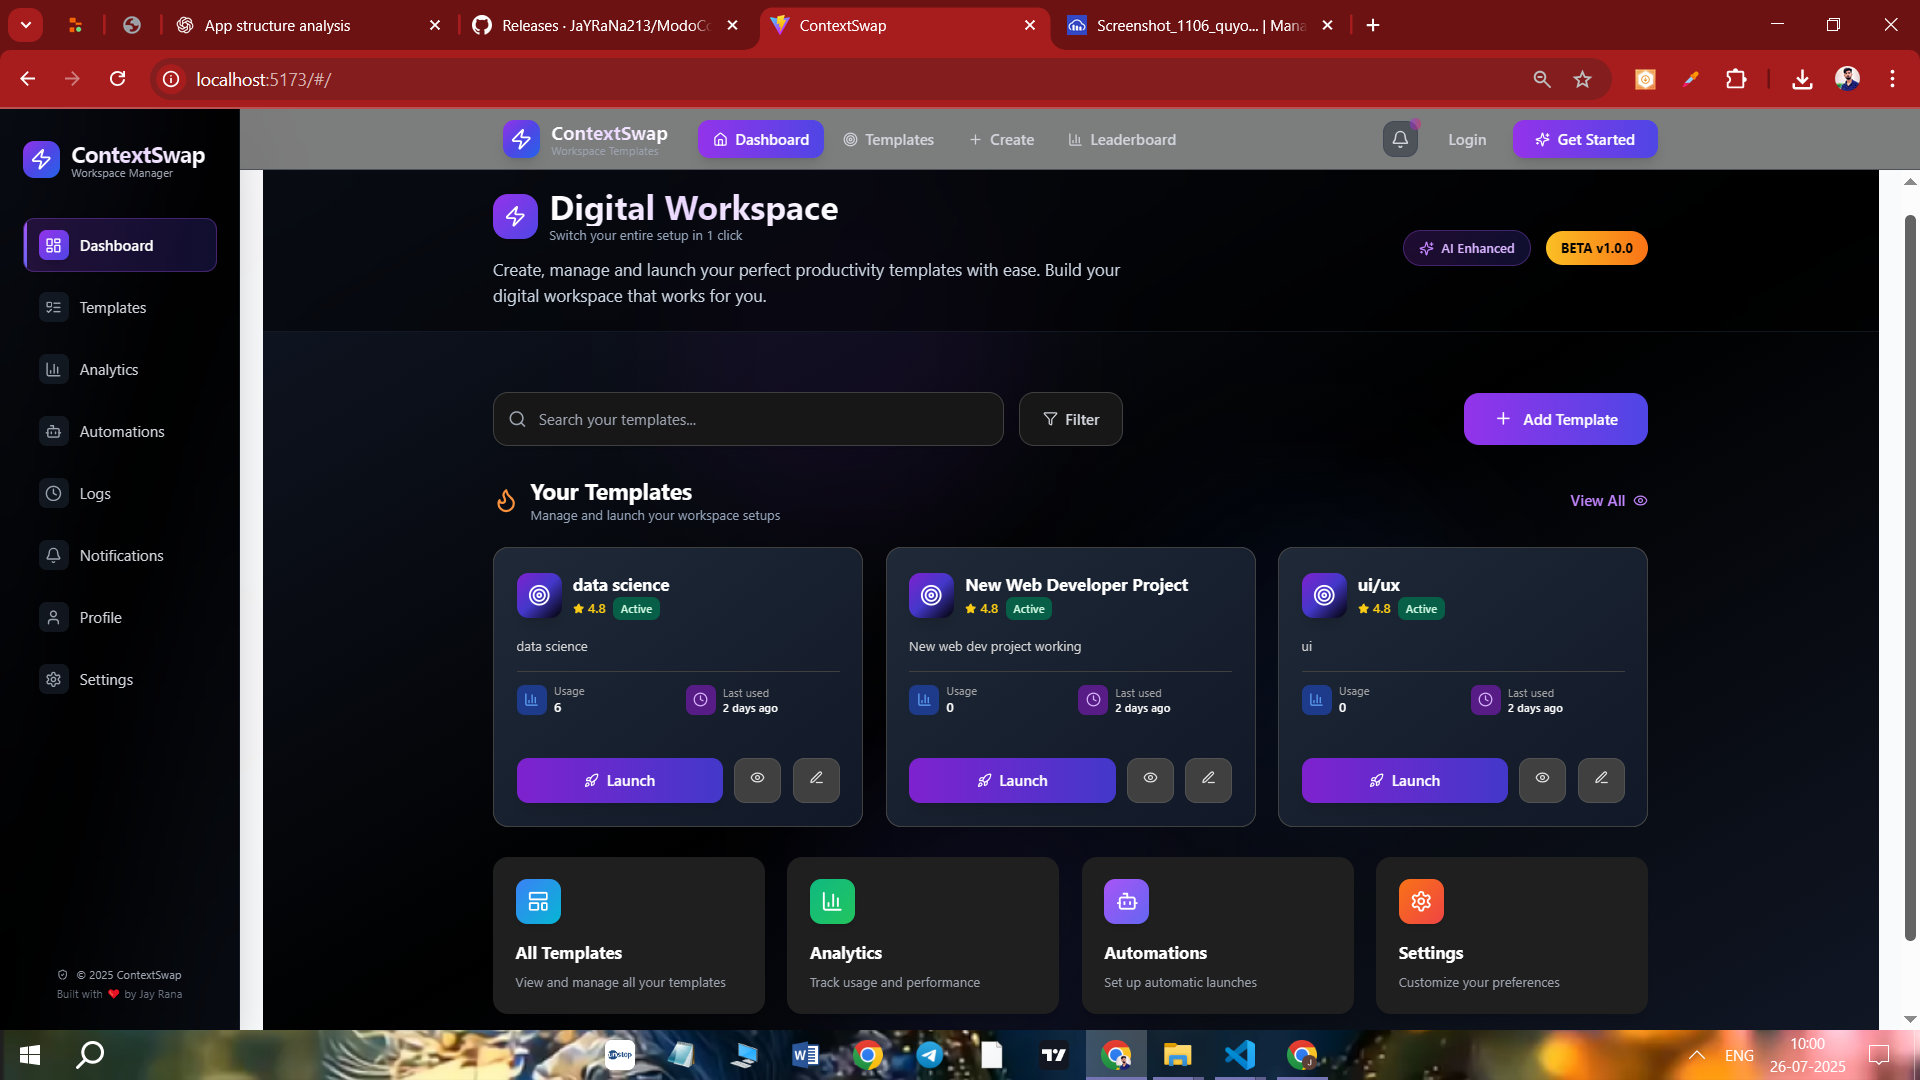 App structure analysis
Releases · JaYRaNa213/ModoCo
ContextSwap
Screenshot_1106_quyo... | Mana
localhost:5173/#/
ContextSwap
Workspace Manager
Dashboard
Templates
Analytics
Automations
Logs
Notifications
Profile
Settings
© 2025 ContextSwap
Built with ❤️ by Jay Rana
ContextSwap
Workspace Templates
Dashboard
Templates
Create
Leaderboard
Login
Get Started
Digital Workspace
Switch your entire setup in 1 click
Create, manage and launch your perfect productivity templates with ease. Build your
digital workspace that works for you.
AI Enhanced
BETA v1.0.0
Search your templates...
Filter
Add Template
Your Templates
Manage and launch your workspace setups
View All
data science
4.8 Active
data science
Usage
6
Last used
2 days ago
Launch
New Web Developer Project
4.8 Active
New web dev project working
Usage
0
Last used
2 days ago
Launch
ui/ux
4.8 Active
ui
Usage
0
Last used
2 days ago
Launch
All Templates
View and manage all your templates
Analytics
Track usage and performance
Automations
Set up automatic launches
Settings
Customize your preferences
unstop
ENG
10:00
26-07-2025